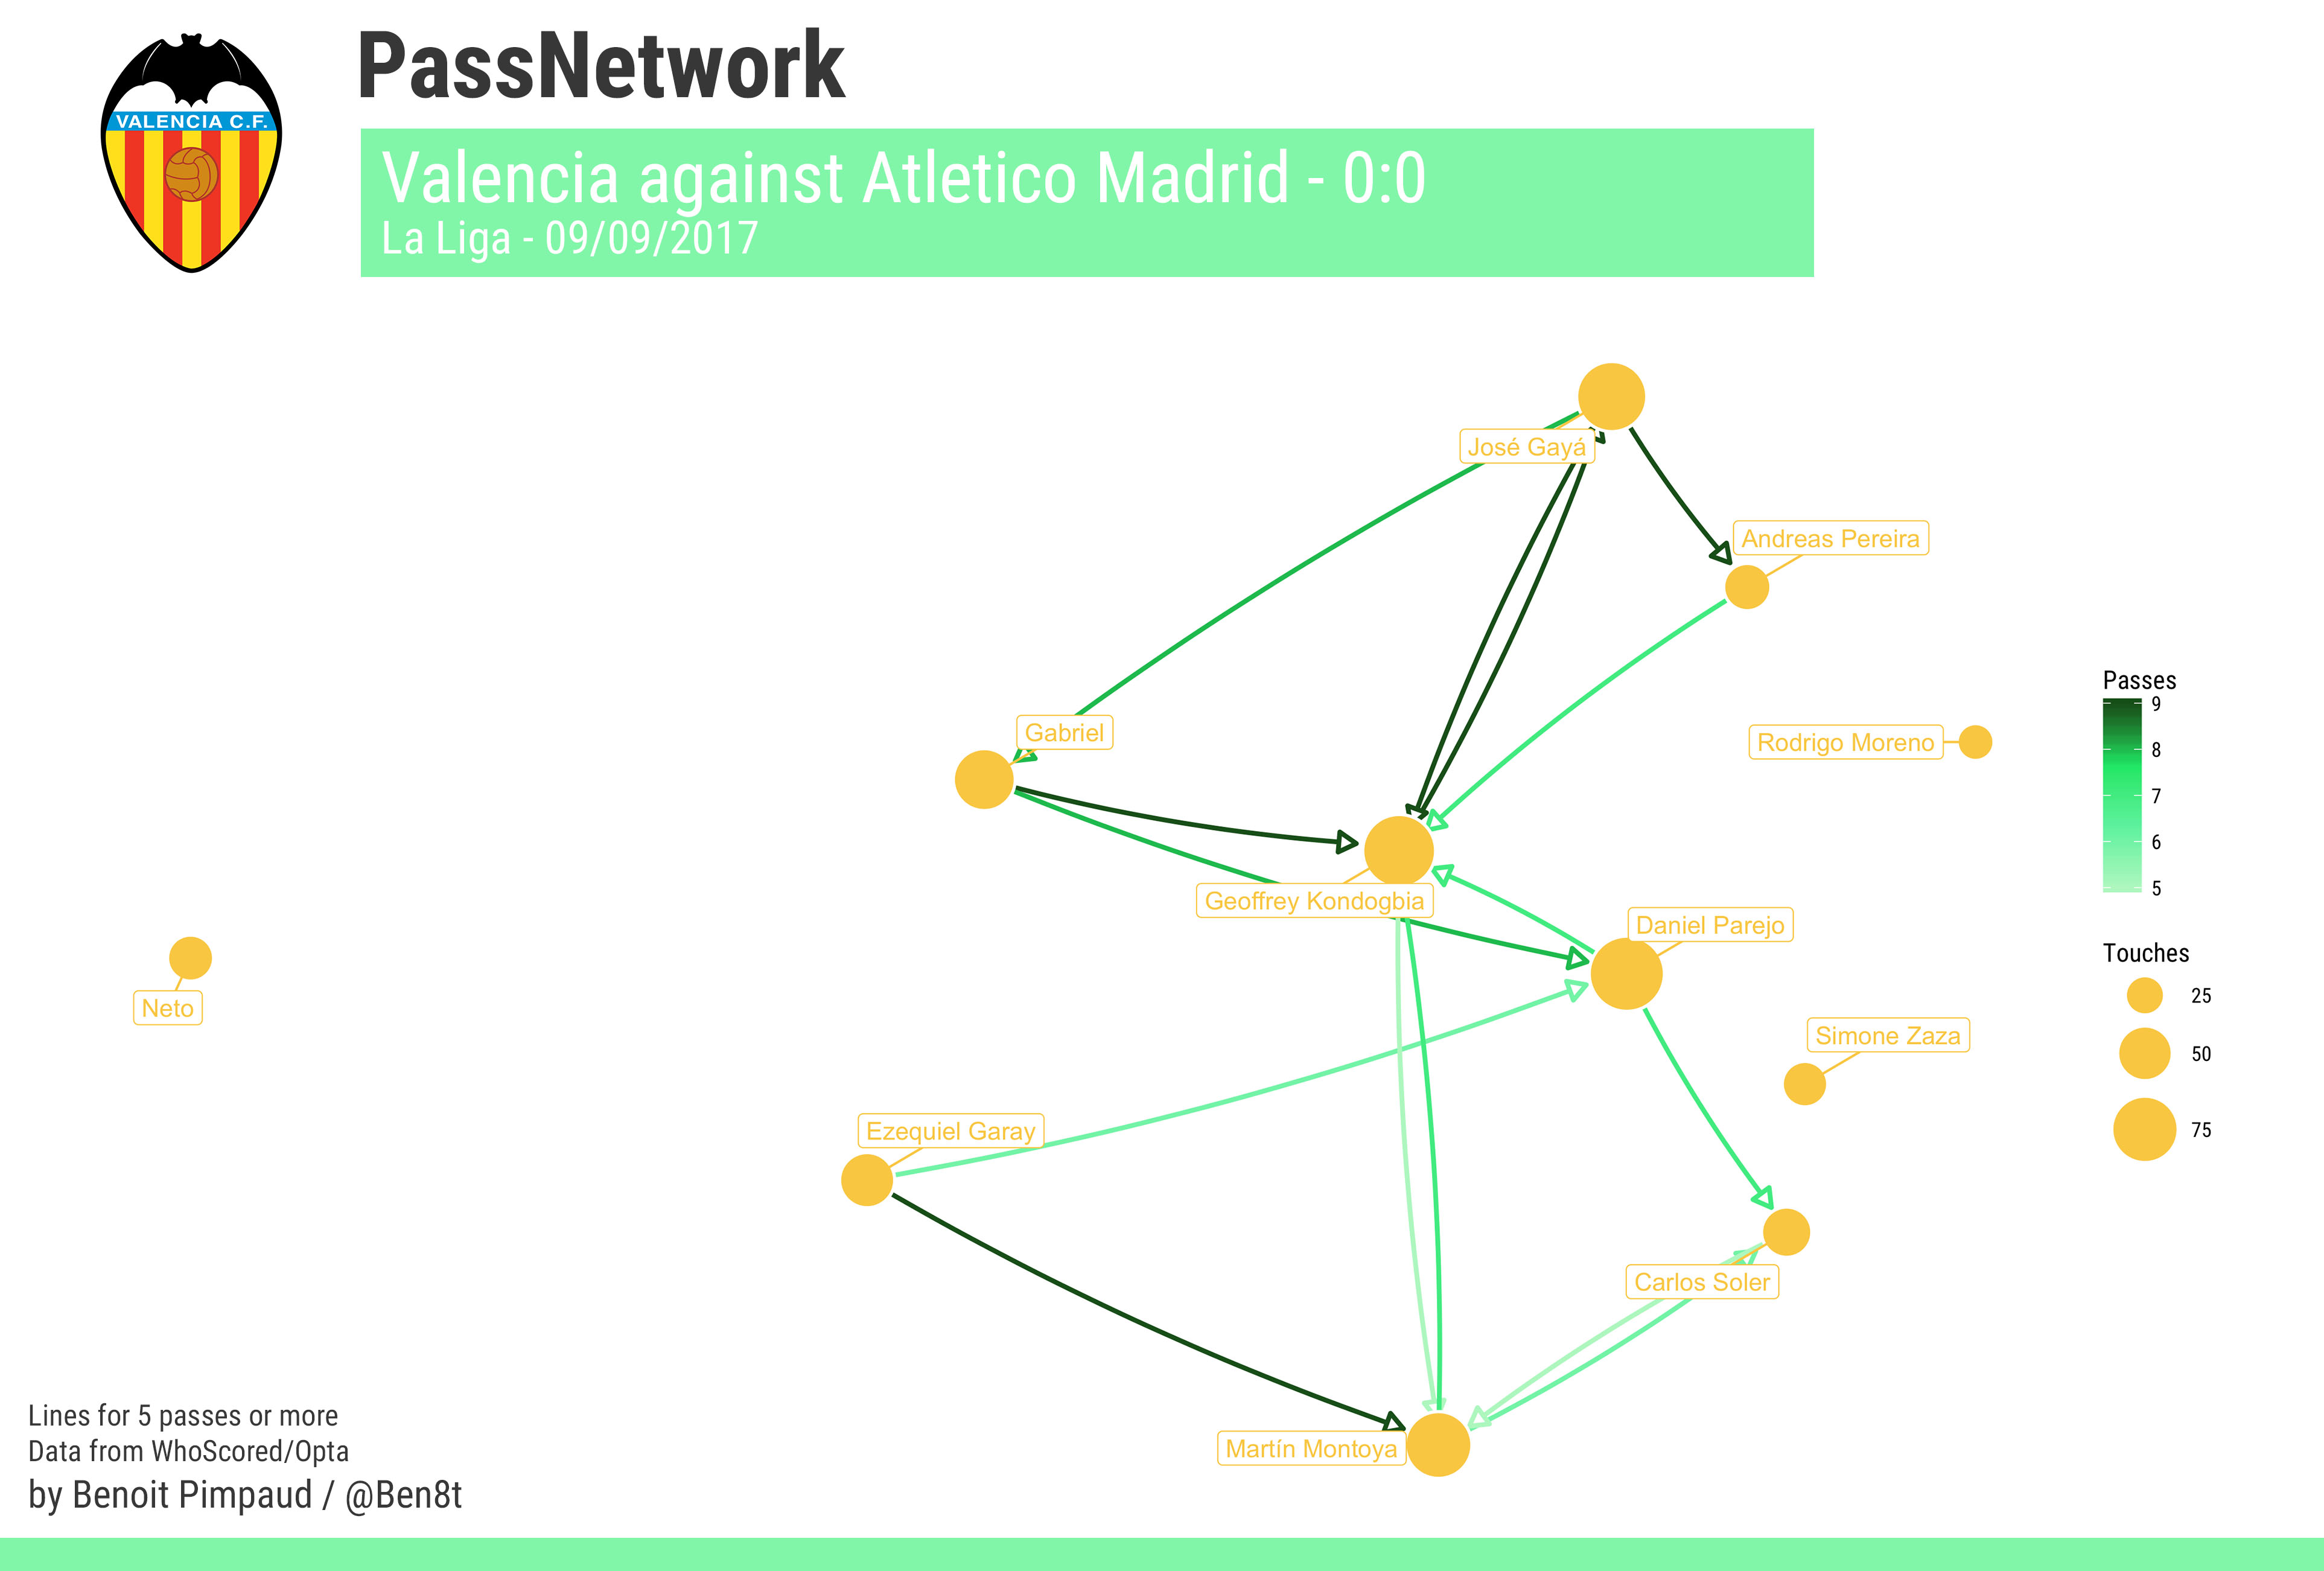 VALENCIA C.F.
PassNetwork
Valencia against Atletico Madrid - 0:0
La Liga - 09/09/2017
José Gayá
Andreas Pereira
Gabriel
Rodrigo Moreno
Geoffrey Kondogbia
Daniel Parejo
Neto
Simone Zaza
Ezequiel Garay
Carlos Soler
Martín Montoya
Passes
9
8
7
6
5
Touches
25
50
75
Lines for 5 passes or more
Data from WhoScored/Opta
by Benoit Pimpaud / @Ben8t